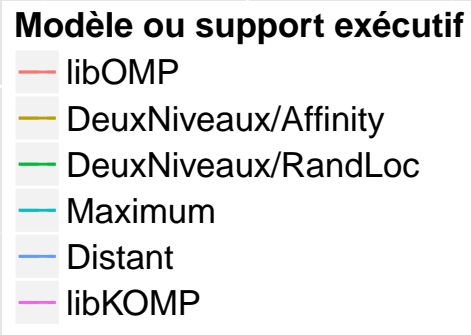 Modèle ou support exécutif
libOMP
DeuxNiveaux/Affinity
DeuxNiveaux/RandLoc
Maximum
Distant
libKOMP